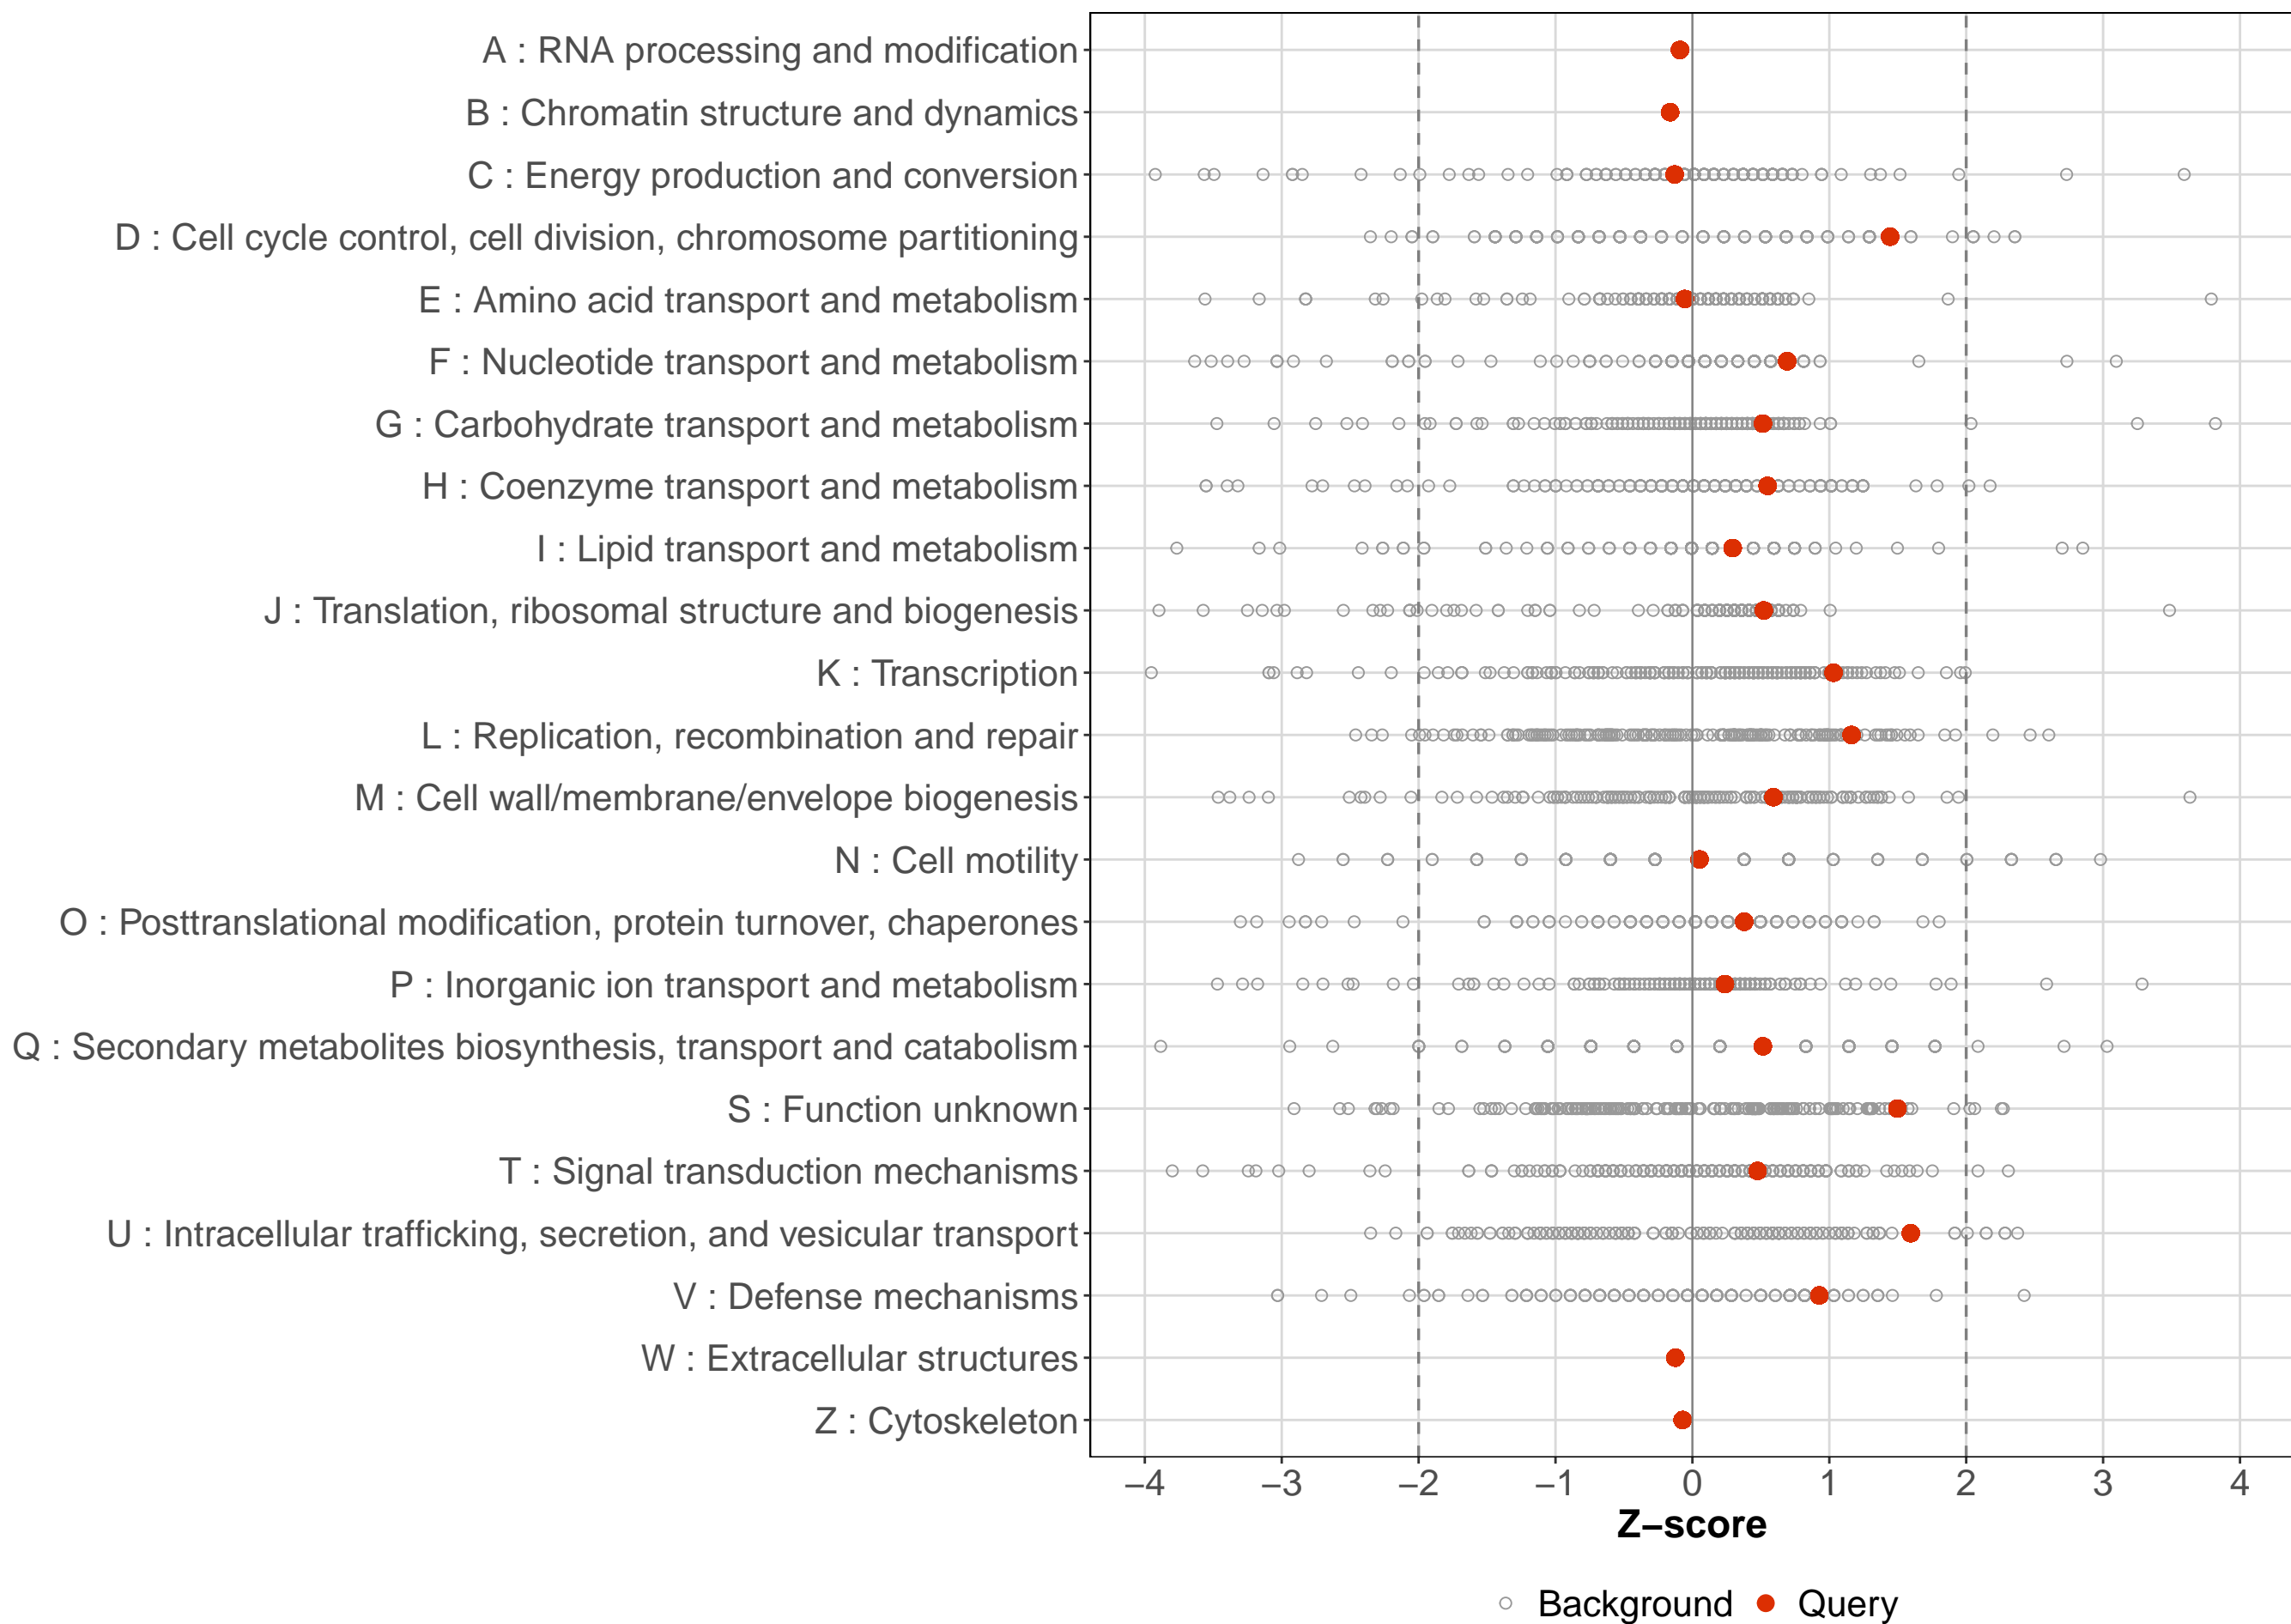 A : RNA processing and modification
B : Chromatin structure and dynamics
C : Energy production and conversion
D : Cell cycle control, cell division, chromosome partitioning
E : Amino acid transport and metabolism
F : Nucleotide transport and metabolism
G : Carbohydrate transport and metabolism
H : Coenzyme transport and metabolism
I : Lipid transport and metabolism
J : Translation, ribosomal structure and biogenesis
K : Transcription
L : Replication, recombination and repair
M : Cell wall/membrane/envelope biogenesis
N : Cell motility
O : Posttranslational modification, protein turnover, chaperones
P : Inorganic ion transport and metabolism
Q : Secondary metabolites biosynthesis, transport and catabolism
S : Function unknown
T : Signal transduction mechanisms
U : Intracellular trafficking, secretion, and vesicular transport
V : Defense mechanisms
W : Extracellular structures
Z : Cytoskeleton
−4 −3 −2 −1 0 1 2 3 4
Z−score
Background Query